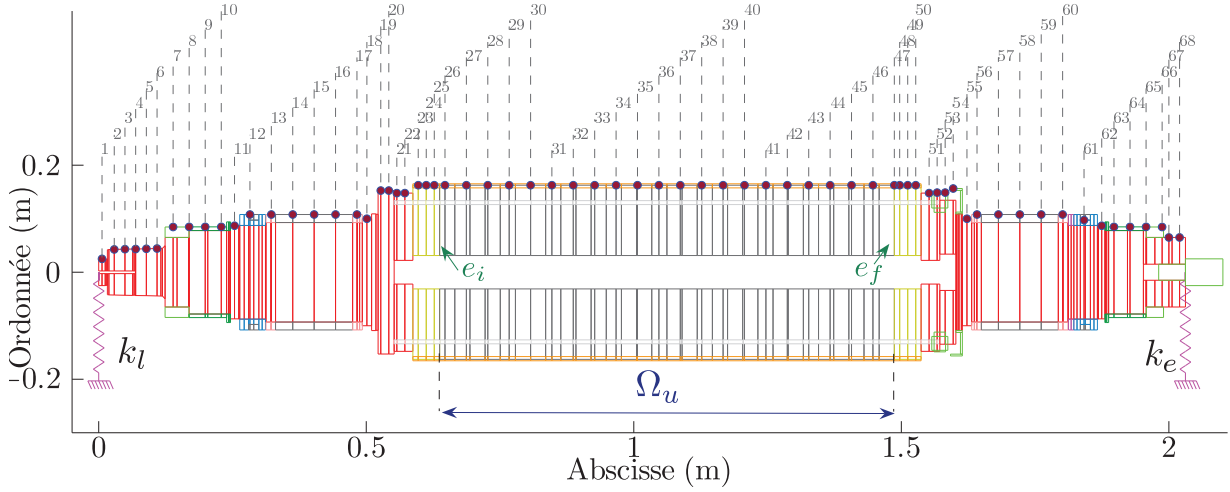 10 20 30 40 50 60
9 19 29 39 49 59
8 18 28 38 48 58 68
7 17 27 37 47 57 67
6 16 26 36 46 56 66
5 15 25 35 45 55 65
4 14 24 34 44 54 64
3 13 23 33 43 53 63
2 12 22 32 42 52 62
1 11 21 31 41 51 61
Ordonnée (m)
0.2
0
-0.2
e_i
e_f
k_l
k_e
Ω_u
0 0.5 1 1.5 2
Abscisse (m)